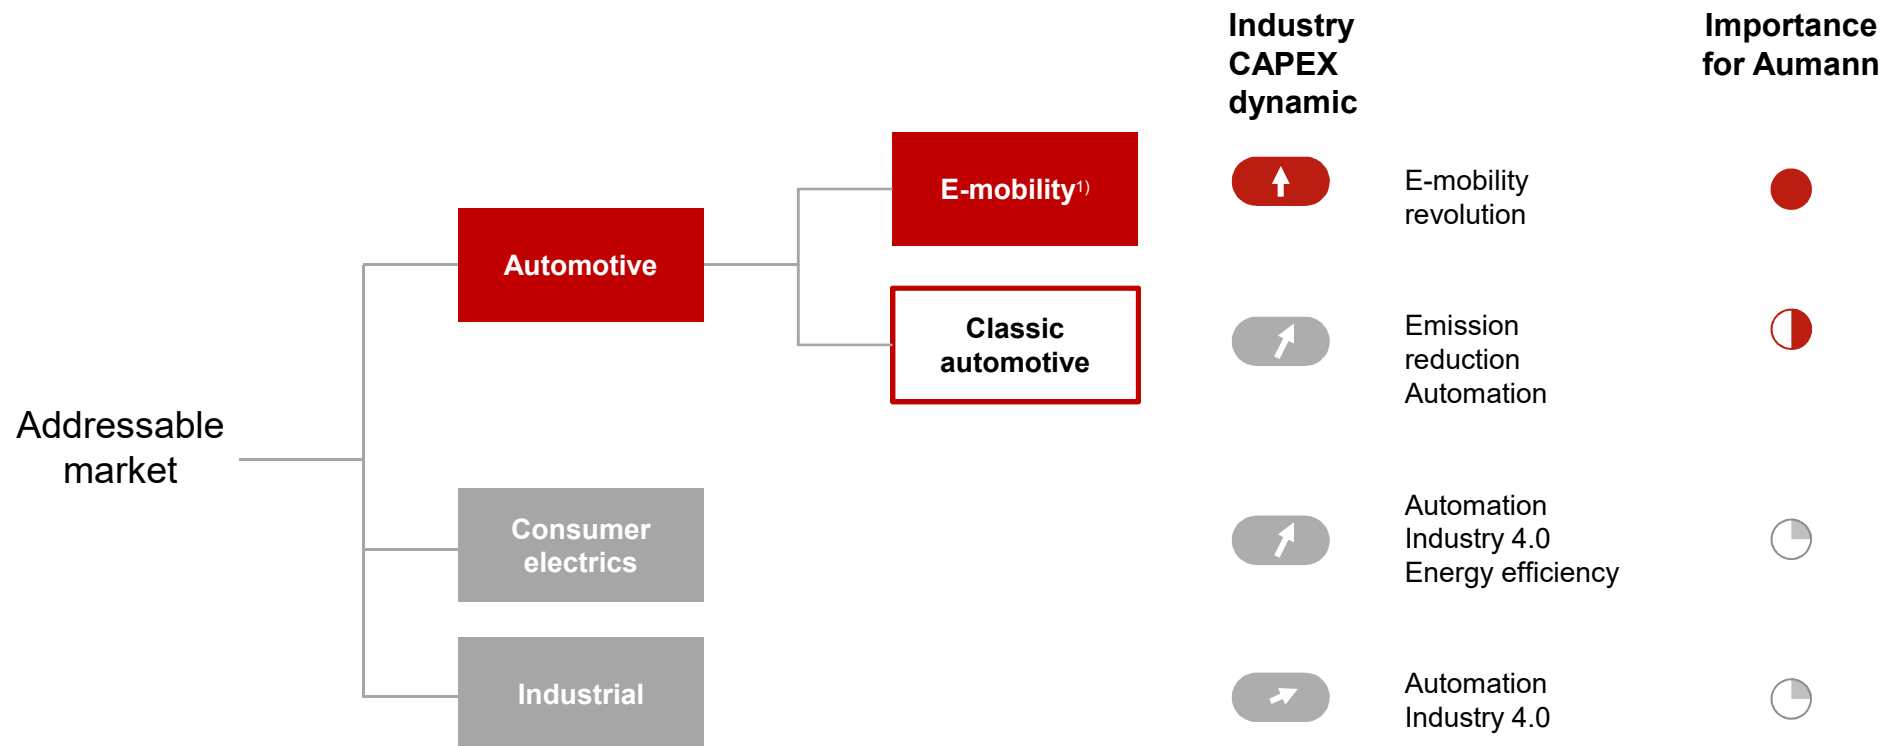 Industry
CAPEX
dynamic
Importance
for Aumann
E-mobility1)
E-mobility
revolution
Automotive
Classic
automotive
Emission
reduction
Automation
Addressable
market
Consumer
electrics
Automation
Industry 4.0
Energy efficiency
Industrial
Automation
Industry 4.0